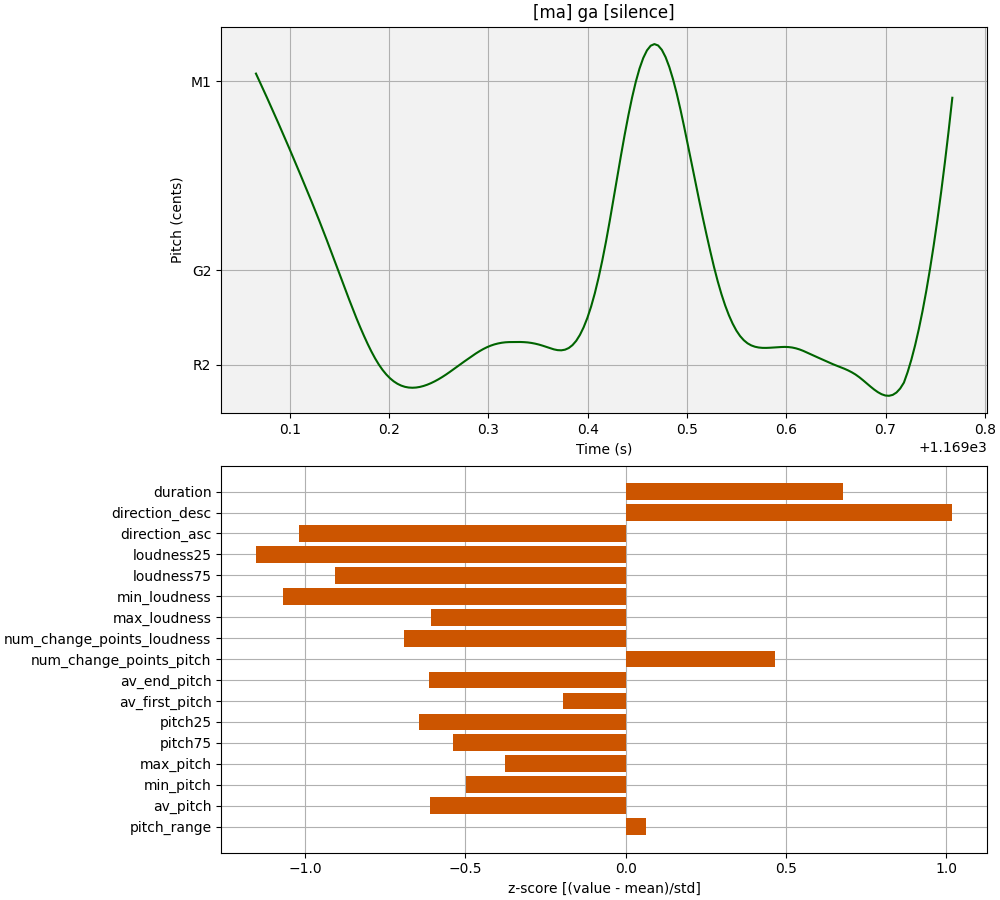 [ma] ga [silence]
Pitch (cents)
M1
G2
R2
0.1 0.2 0.3 0.4 0.5 0.6 0.7 0.8
Time (s)
+1.169e3
duration
direction_desc
direction_asc
loudness25
loudness75
min_loudness
max_loudness
num_change_points_loudness
num_change_points_pitch
av_end_pitch
av_first_pitch
pitch25
pitch75
max_pitch
min_pitch
av_pitch
pitch_range
−1.0 −0.5 0.0 0.5 1.0
z-score [(value - mean)/std]